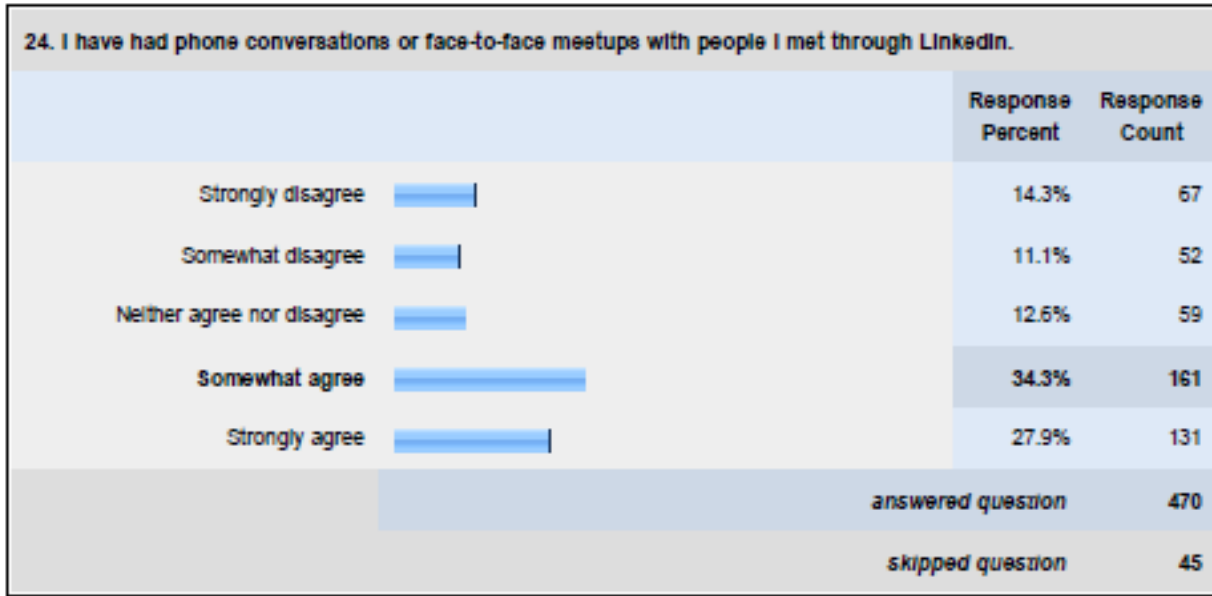 24. I have had phone conversations or face-to-face meetups with people I met through LinkedIn.
Response Percent
Response Count
Strongly disagree 14.3% 67
Somewhat disagree 11.1% 52
Neither agree nor disagree 12.6% 59
Somewhat agree 34.3% 161
Strongly agree 27.9% 131
answered question 470
skipped question 45